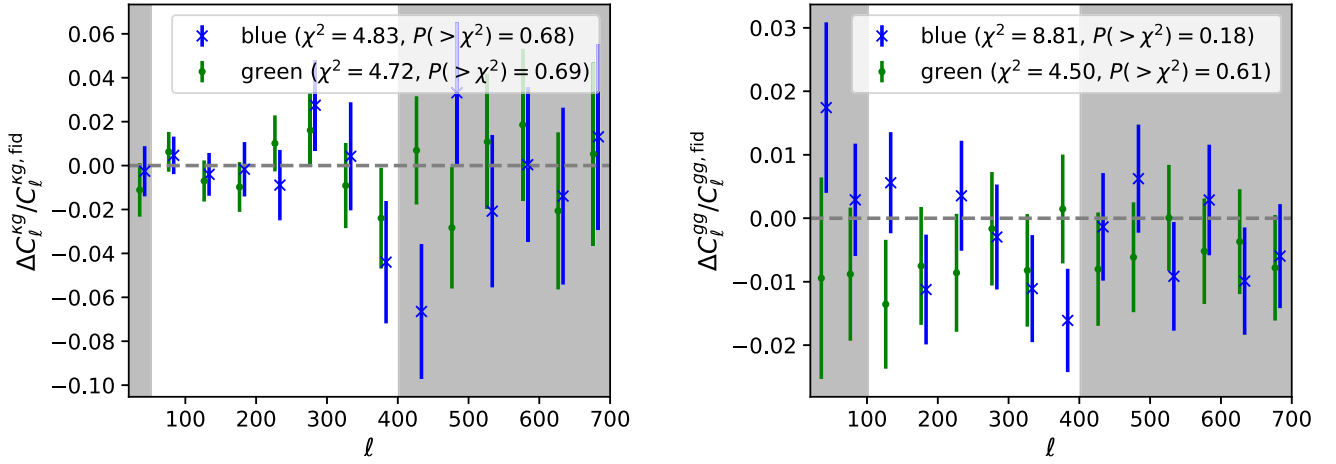 0.06
0.04
0.02
0.00
−0.02
−0.04
−0.06
−0.08
−0.10
ΔC_ℓ^{κg}/C_ℓ^{κg, fid}
blue (χ² = 4.83, P(> χ²) = 0.68)
green (χ² = 4.72, P(> χ²) = 0.69)
100 200 300 400 500 600 700
ℓ
0.03
0.02
0.01
0.00
−0.01
−0.02
ΔC_ℓ^{gg}/C_ℓ^{gg, fid}
blue (χ² = 8.81, P(> χ²) = 0.18)
green (χ² = 4.50, P(> χ²) = 0.61)
100 200 300 400 500 600 700
ℓ